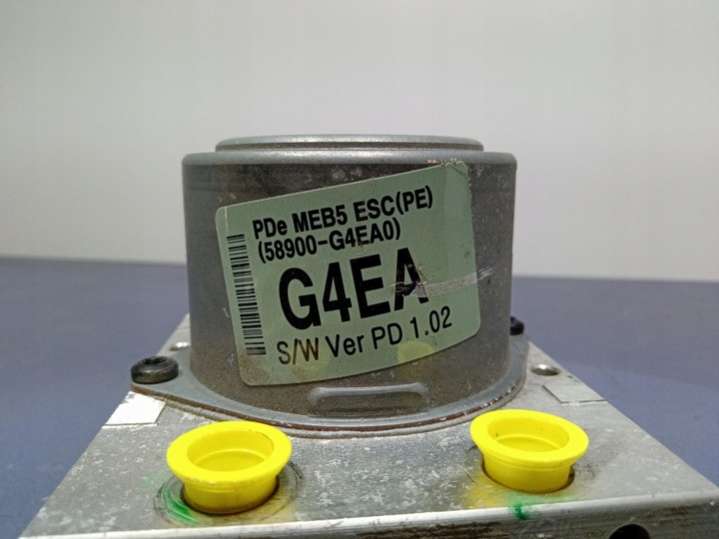 PDe MEB5 ESC(PE)
(58900-G4EA0)
G4EA
S/W Ver PD 1.02